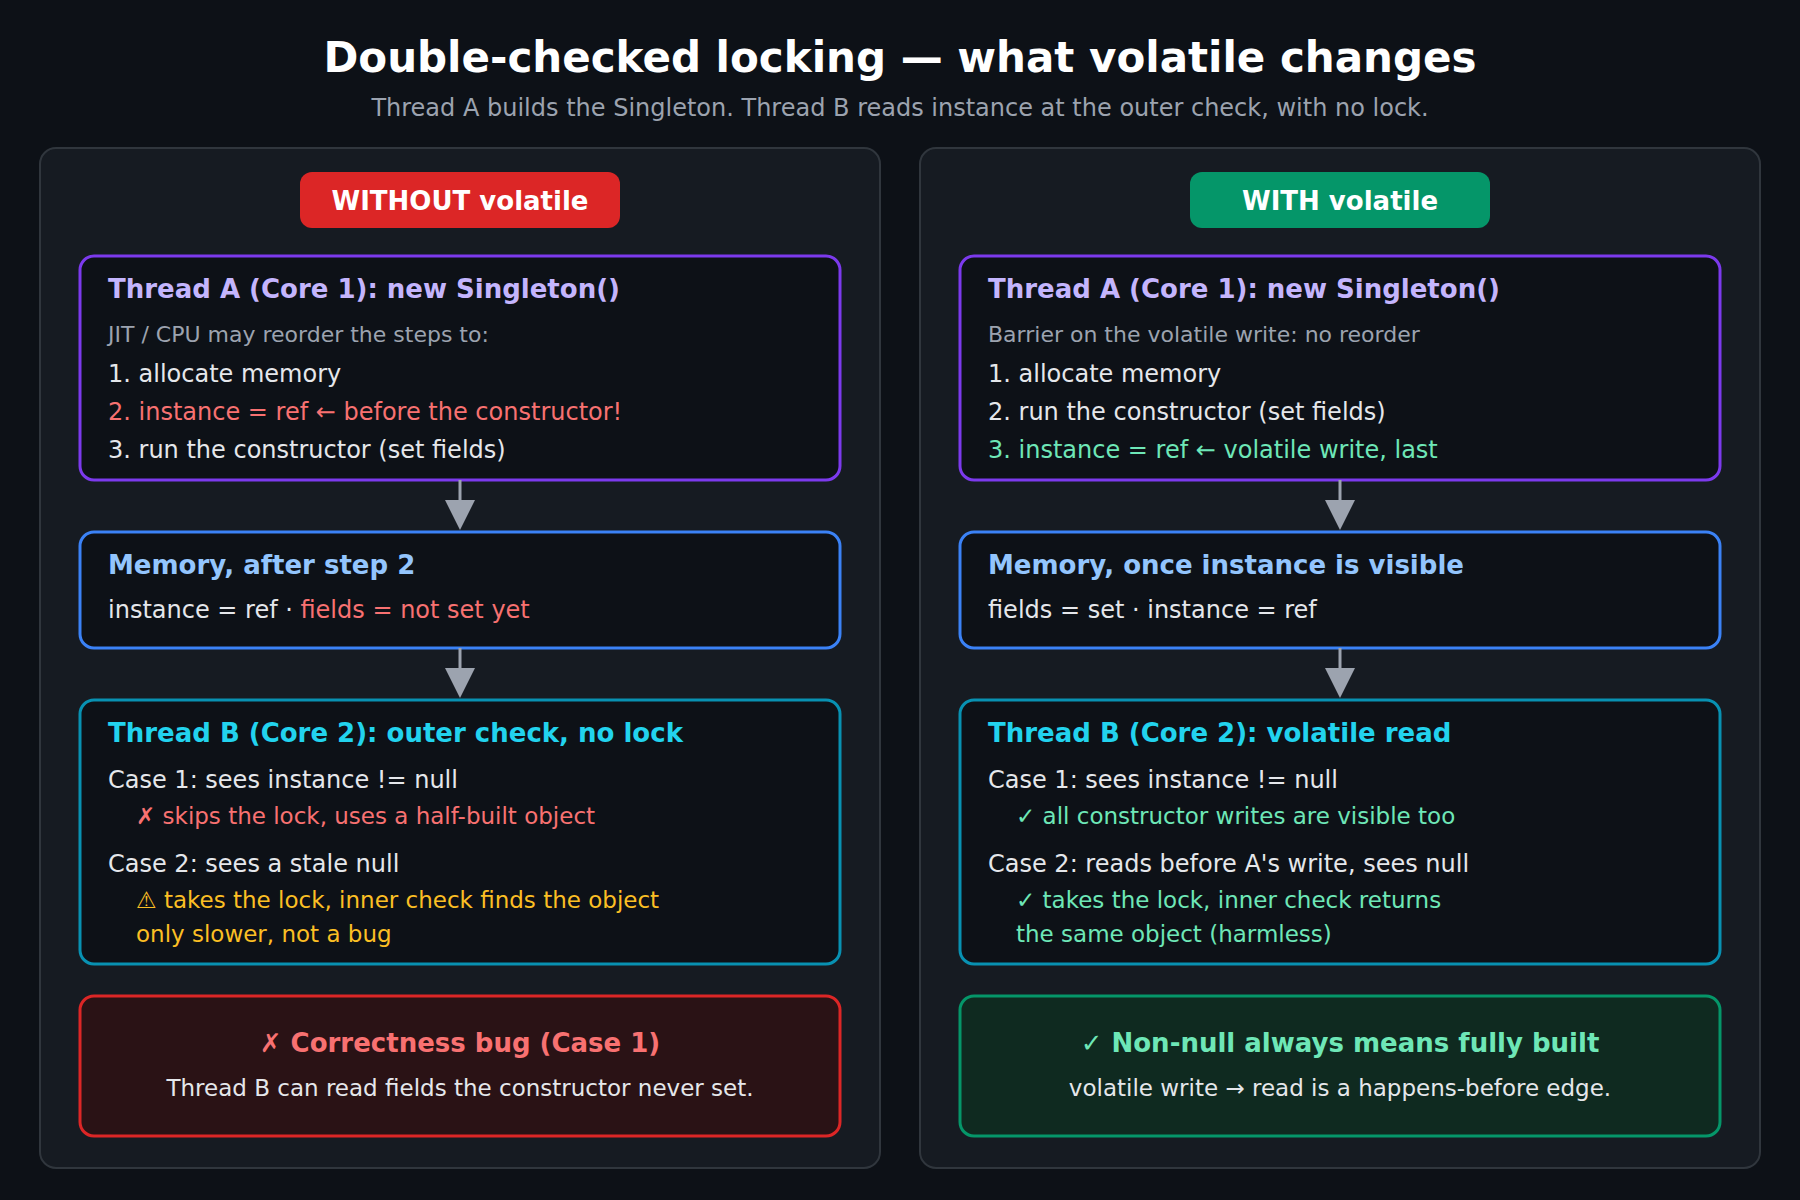 Double-checked locking — what volatile changes
Thread A builds the Singleton. Thread B reads instance at the outer check, with no lock.
WITHOUT volatile
Thread A (Core 1): new Singleton()
JIT / CPU may reorder the steps to:
1. allocate memory
2. instance = ref ← before the constructor!
3. run the constructor (set fields)
Memory, after step 2
instance = ref · fields = not set yet
Thread B (Core 2): outer check, no lock
Case 1: sees instance != null
✗ skips the lock, uses a half-built object
Case 2: sees a stale null
⚠ takes the lock, inner check finds the object
only slower, not a bug
✗ Correctness bug (Case 1)
Thread B can read fields the constructor never set.
WITH volatile
Thread A (Core 1): new Singleton()
Barrier on the volatile write: no reorder
1. allocate memory
2. run the constructor (set fields)
3. instance = ref ← volatile write, last
Memory, once instance is visible
fields = set · instance = ref
Thread B (Core 2): volatile read
Case 1: sees instance != null
✓ all constructor writes are visible too
Case 2: reads before A's write, sees null
✓ takes the lock, inner check returns
the same object (harmless)
✓ Non-null always means fully built
volatile write → read is a happens-before edge.